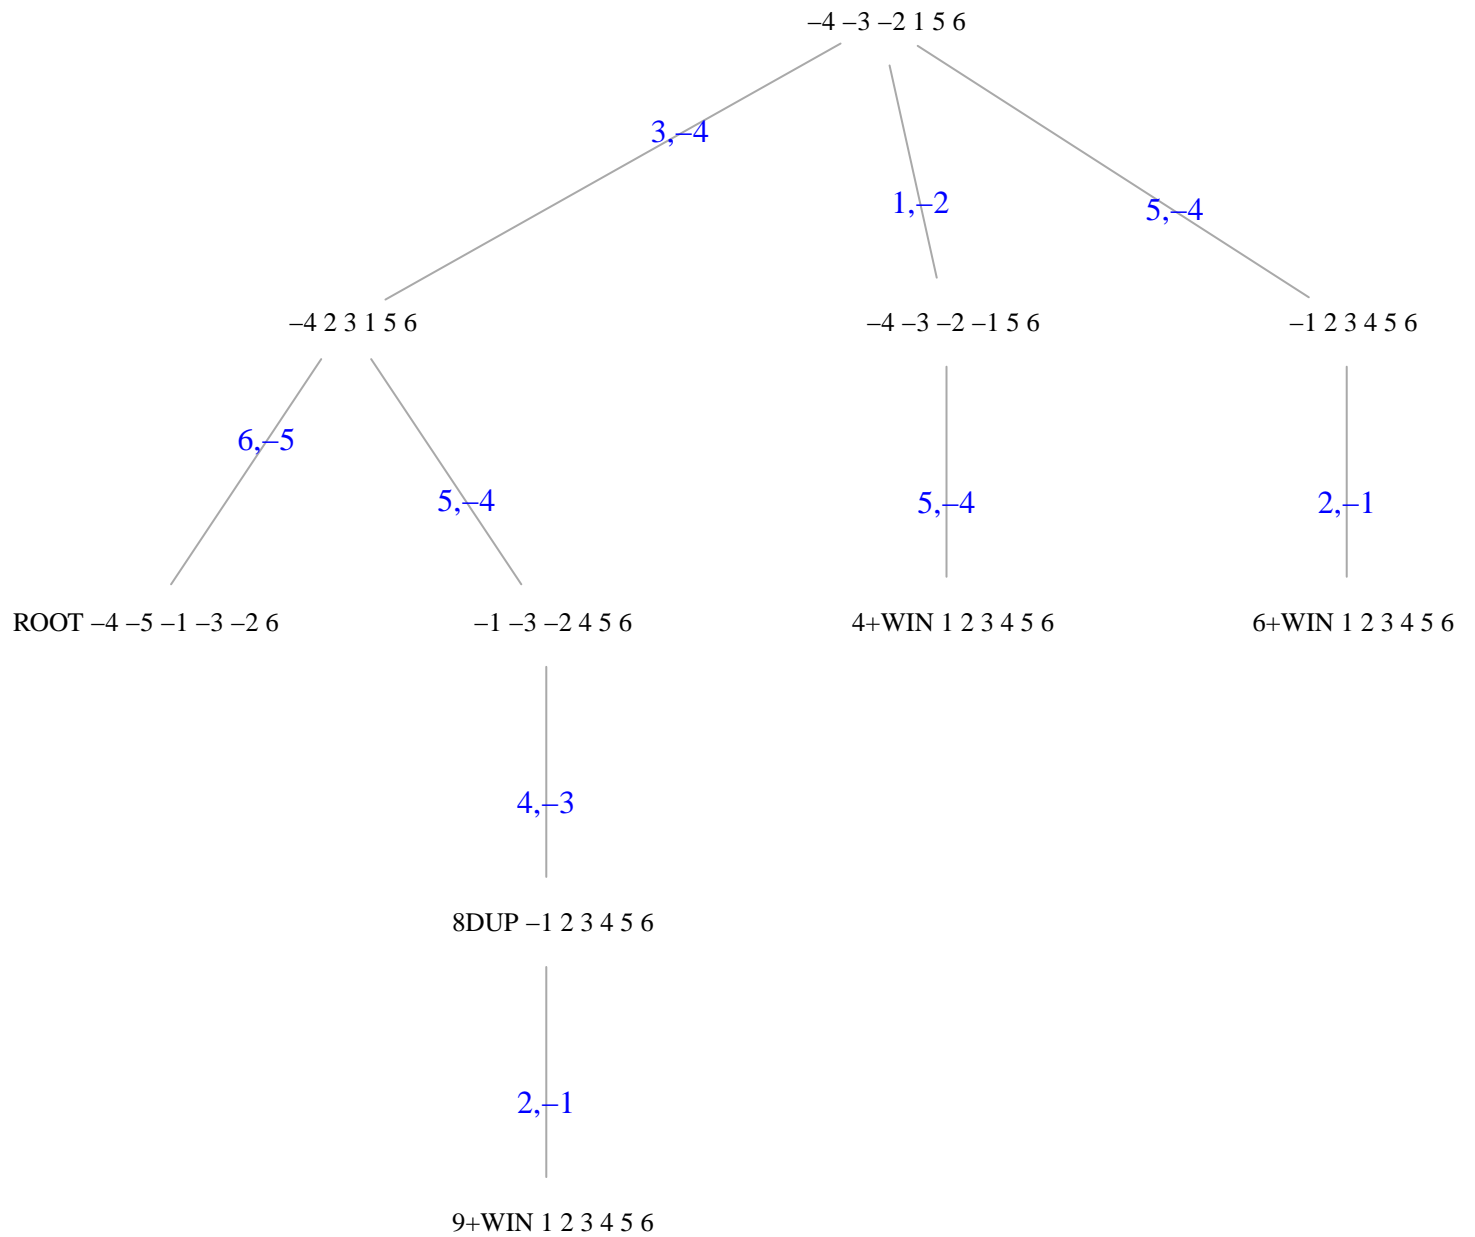 –4 –3 –2 1 5 6
3,–4
1,–2
5,–4
–4 2 3 1 5 6
–4 –3 –2 –1 5 6
–1 2 3 4 5 6
6,–5
5,–4
5,–4
2,–1
ROOT –4 –5 –1 –3 –2 6
–1 –3 –2 4 5 6
4+WIN 1 2 3 4 5 6
6+WIN 1 2 3 4 5 6
4,–3
8DUP –1 2 3 4 5 6
2,–1
9+WIN 1 2 3 4 5 6